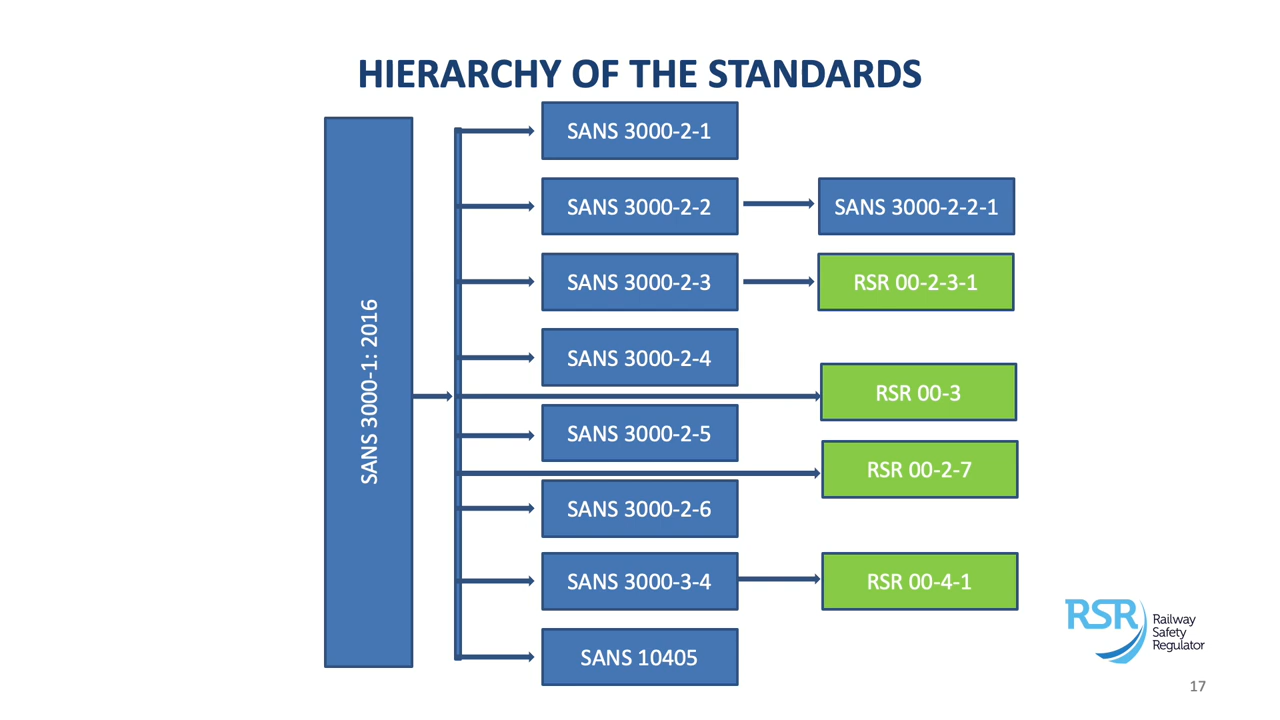 HIERARCHY OF THE STANDARDS
SANS 3000-1: 2016
SANS 3000-2-1
SANS 3000-2-2
SANS 3000-2-2-1
SANS 3000-2-3
RSR 00-2-3-1
SANS 3000-2-4
RSR 00-3
SANS 3000-2-5
RSR 00-2-7
SANS 3000-2-6
SANS 3000-3-4
RSR 00-4-1
SANS 10405
RSR
Railway
Safety
Regulator
17